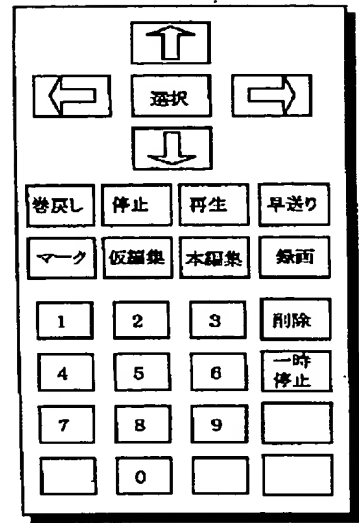 選択
巻戻し 停止 再生 早送り
マーク 仮編集 本編集 録画
1 2 3 削除
4 5 6 一時
停止
7 8 9
0